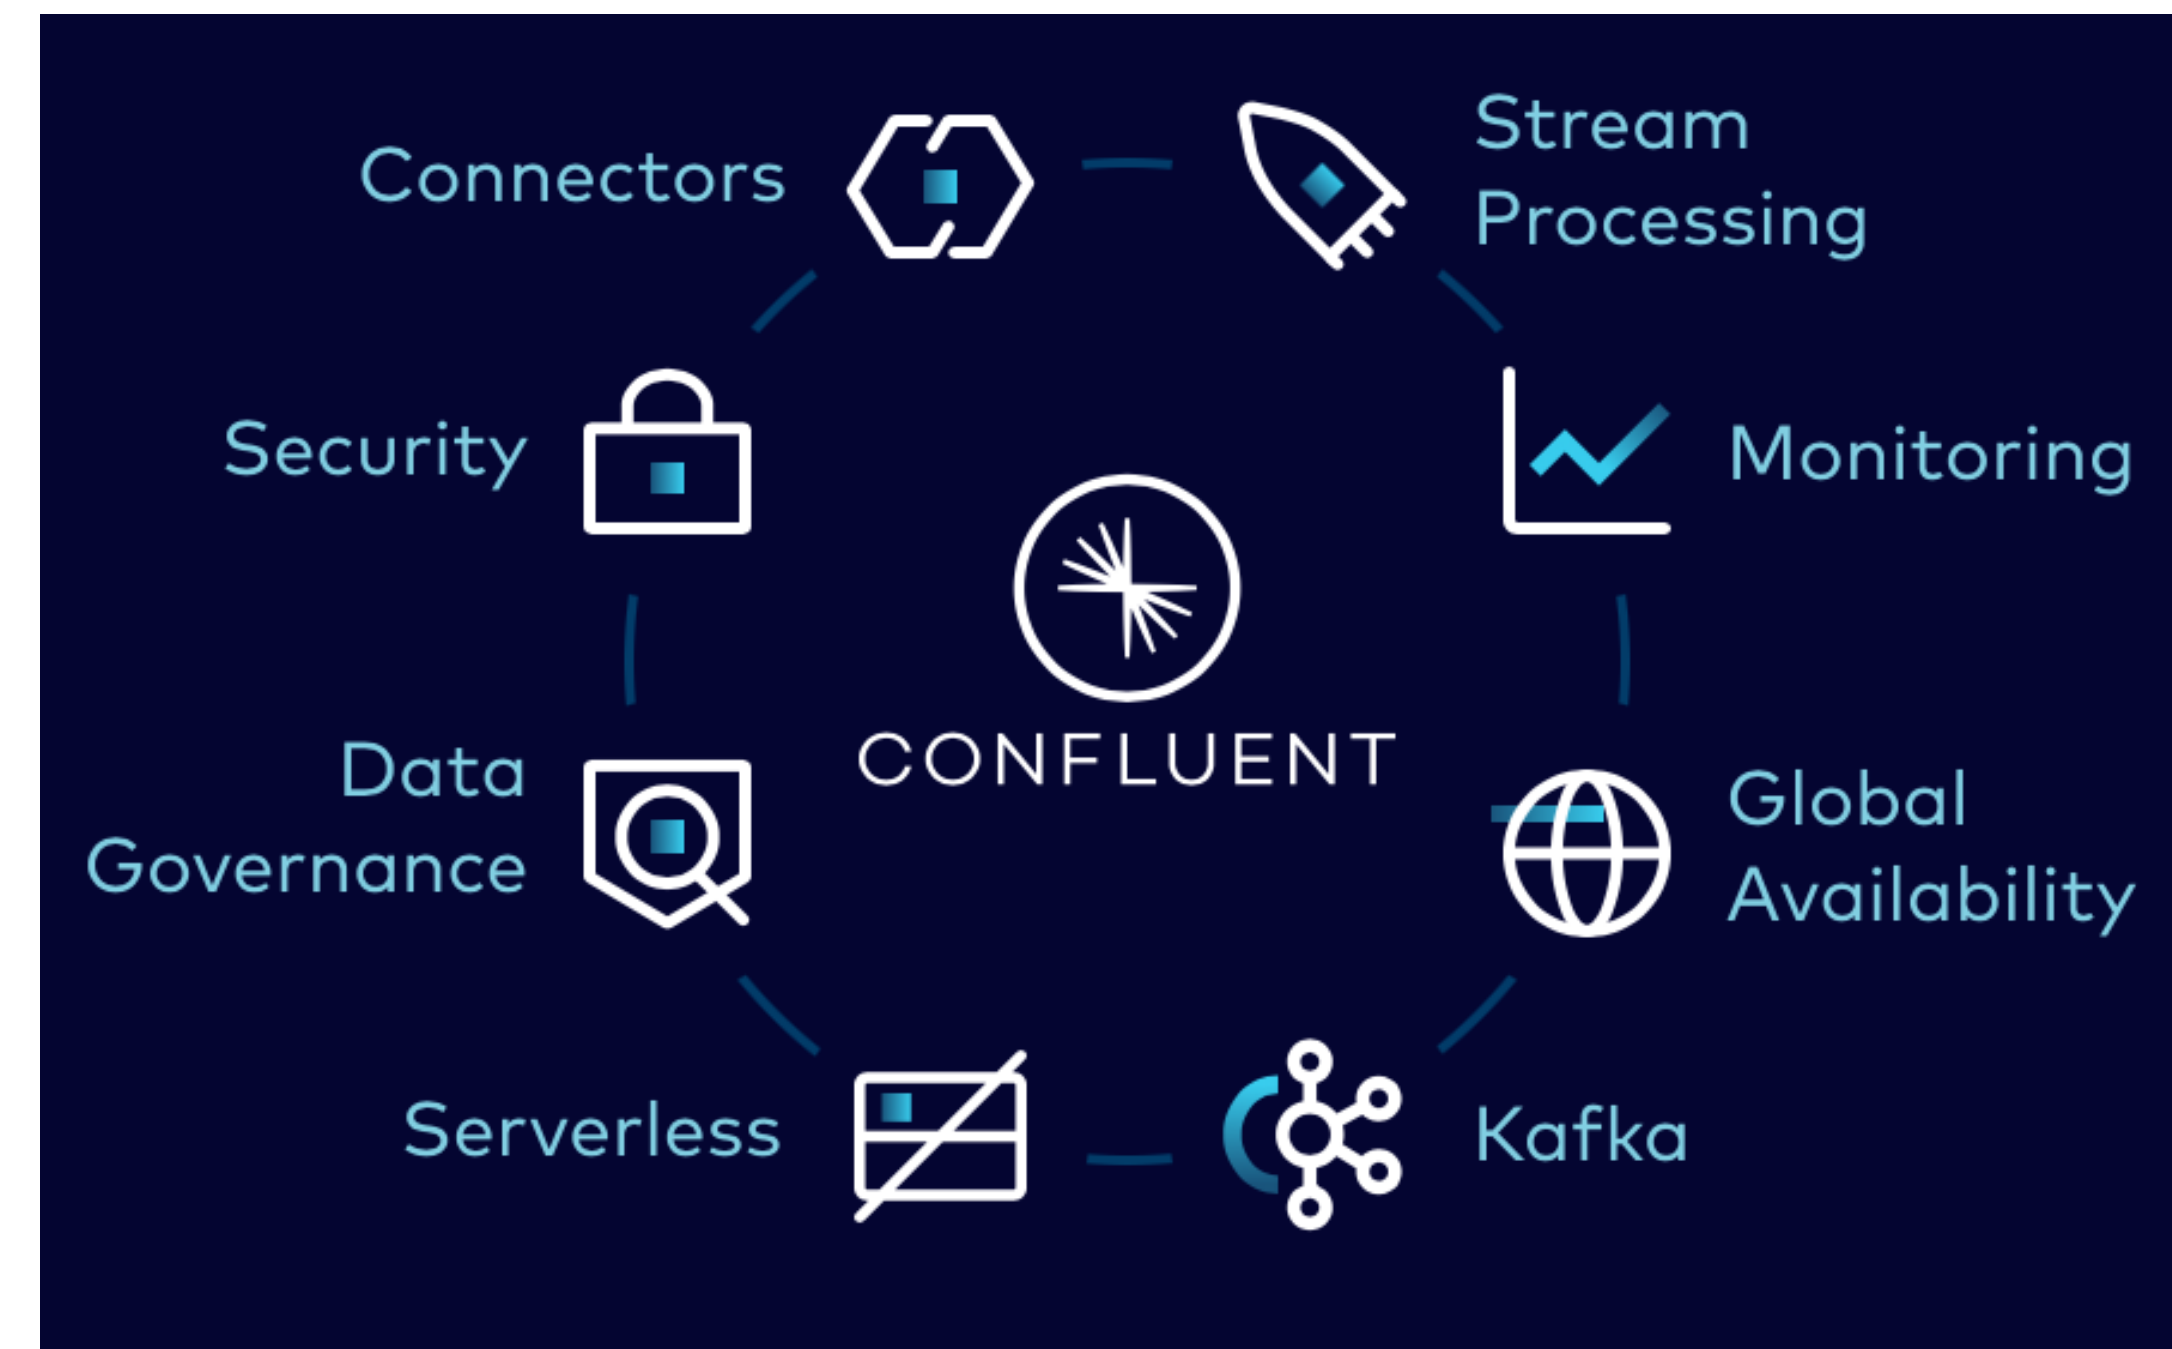 Connectors
Stream
Processing
Security
Monitoring
CONFLUENT
Data
Governance
Global
Availability
Serverless
Kafka